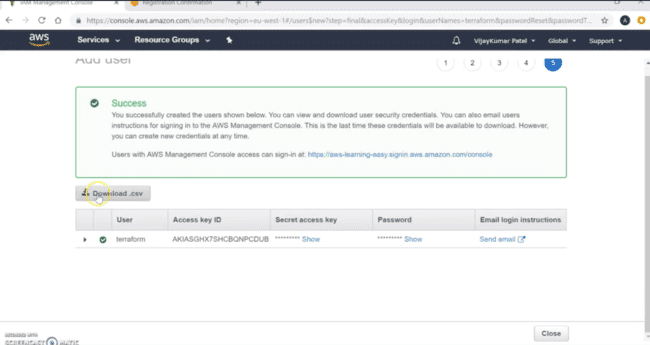 IAM Management Console
Registration Confirmation
https://console.aws.amazon.com/iam/home?region=eu-west-1#/users$new?step=final&accessKey&login&userNames=terraform&passwordReset&passwordT...
aws Services Resource Groups VijayKumar Patel Global Support
Add user
1 2 3 4 5
Success
You successfully created the users shown below. You can view and download user security credentials. You can also email users
instructions for signing in to the AWS Management Console. This is the last time these credentials will be available to download. However,
you can create new credentials at any time.
Users with AWS Management Console access can sign-in at: https://aws-learning-easy.signin.aws.amazon.com/console
Download .csv
User Access key ID Secret access key Password Email login instructions
terraform AKIASGHX7SHCBQNPCDUB ********* Show ********* Show Send email
Close
RECORDED WITH
SCREENCAST MATIC